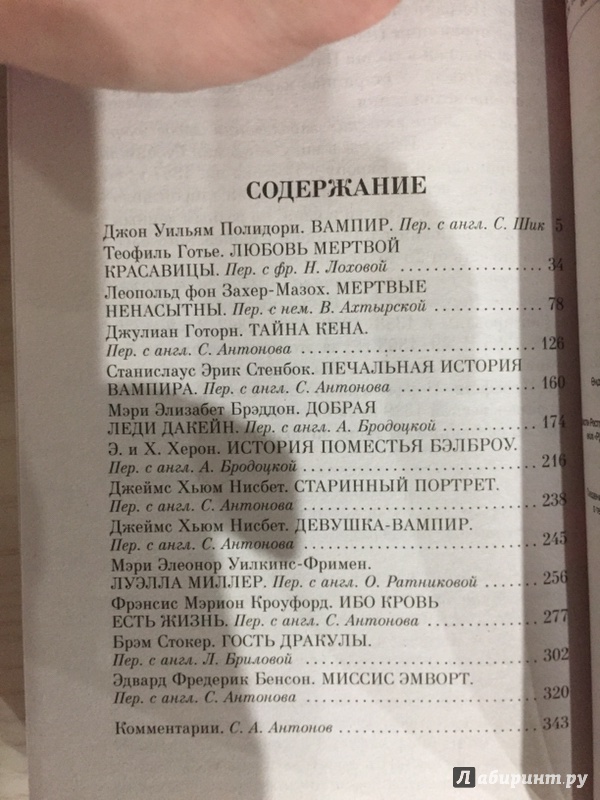 СОДЕРЖАНИЕ
Джон Уильям Полидори. ВАМПИР. Пер. с англ. С. Шик 5
Теофиль Готье. ЛЮБОВЬ МЕРТВОЙ
КРАСАВИЦЫ. Пер. с фр. Н. Лоховой ................ 34
Леопольд фон Захер-Мазох. МЕРТВЫЕ
НЕНАСЫТНЫ. Пер. с нем. В. Ахтырской ............ 78
Джулиан Готорн. ТАЙНА КЕНА.
Пер. с англ. С. Антонова ........................ 126
Станислаус Эрик Стенбок. ПЕЧАЛЬНАЯ ИСТОРИЯ
ВАМПИРА. Пер. с англ. С. Антонова .............. 160
Мэри Элизабет Брэддон. ДОБРАЯ
ЛЕДИ ДАКЕЙН. Пер. с англ. А. Бродоцкой ......... 174
Э. и Х. Херон. ИСТОРИЯ ПОМЕСТЬЯ БЭЛБРОУ.
Пер. с англ. А. Бродоцкой ....................... 216
Джеймс Хьюм Нисбет. СТАРИННЫЙ ПОРТРЕТ.
Пер. с англ. С. Антонова ........................ 238
Джеймс Хьюм Нисбет. ДЕВУШКА-ВАМПИР.
Пер. с англ. С. Антонова ........................ 245
Мэри Элеонор Уилкинс-Фримен.
ЛУЭЛЛА МИЛЛЕР. Пер. с англ. О. Ратниковой ...... 256
Фрэнсис Мэрион Кроуфорд. ИБО КРОВЬ
ЕСТЬ ЖИЗНЬ. Пер. с англ. С. Антонова ........... 277
Брэм Стокер. ГОСТЬ ДРАКУЛЫ.
Пер. с англ. Л. Бриловой ........................ 302
Эдвард Фредерик Бенсон. МИССИС ЭМВОРТ.
Пер. с англ. С. Антонова ........................ 320
Комментарии. С. А. Антонов ...................... 343
Лабиринт.ру